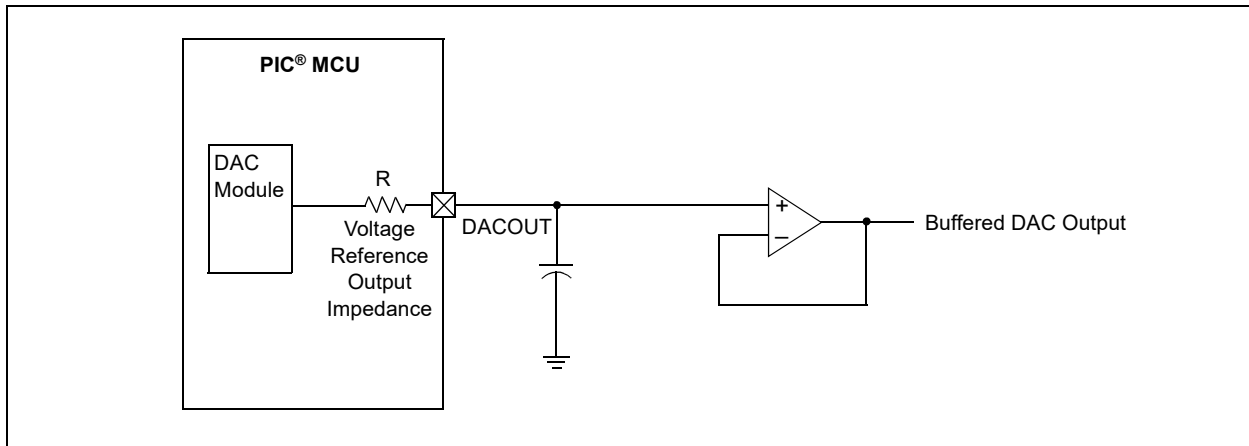 PIC® MCU
DAC
Module
R
Voltage
Reference
Output
Impedance
DACOUT
+
–
Buffered DAC Output